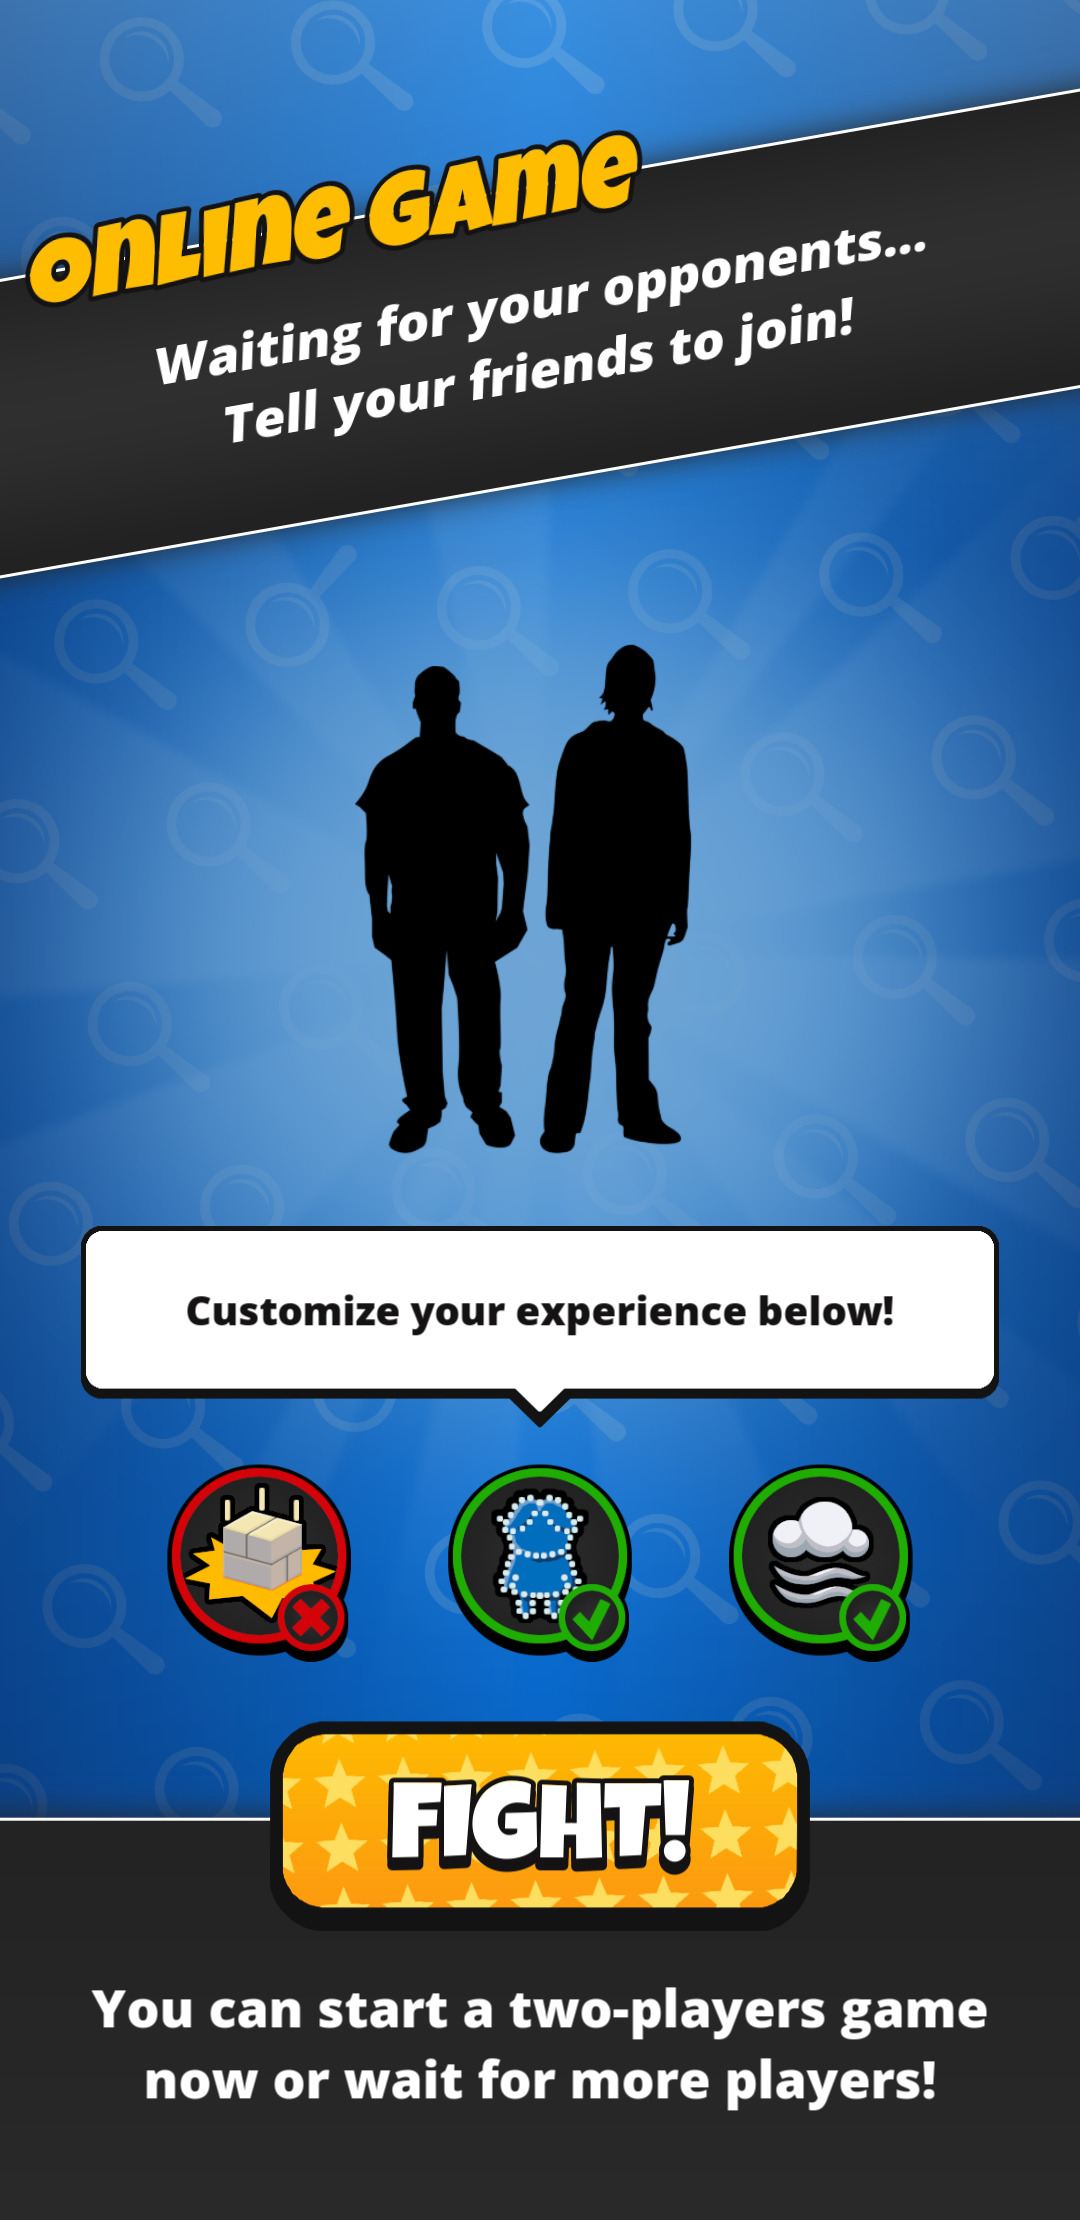 ONLINE GAME
Waiting for your opponents...
Tell your friends to join!
Customize your experience below!
FIGHT!
You can start a two-players game
now or wait for more players!